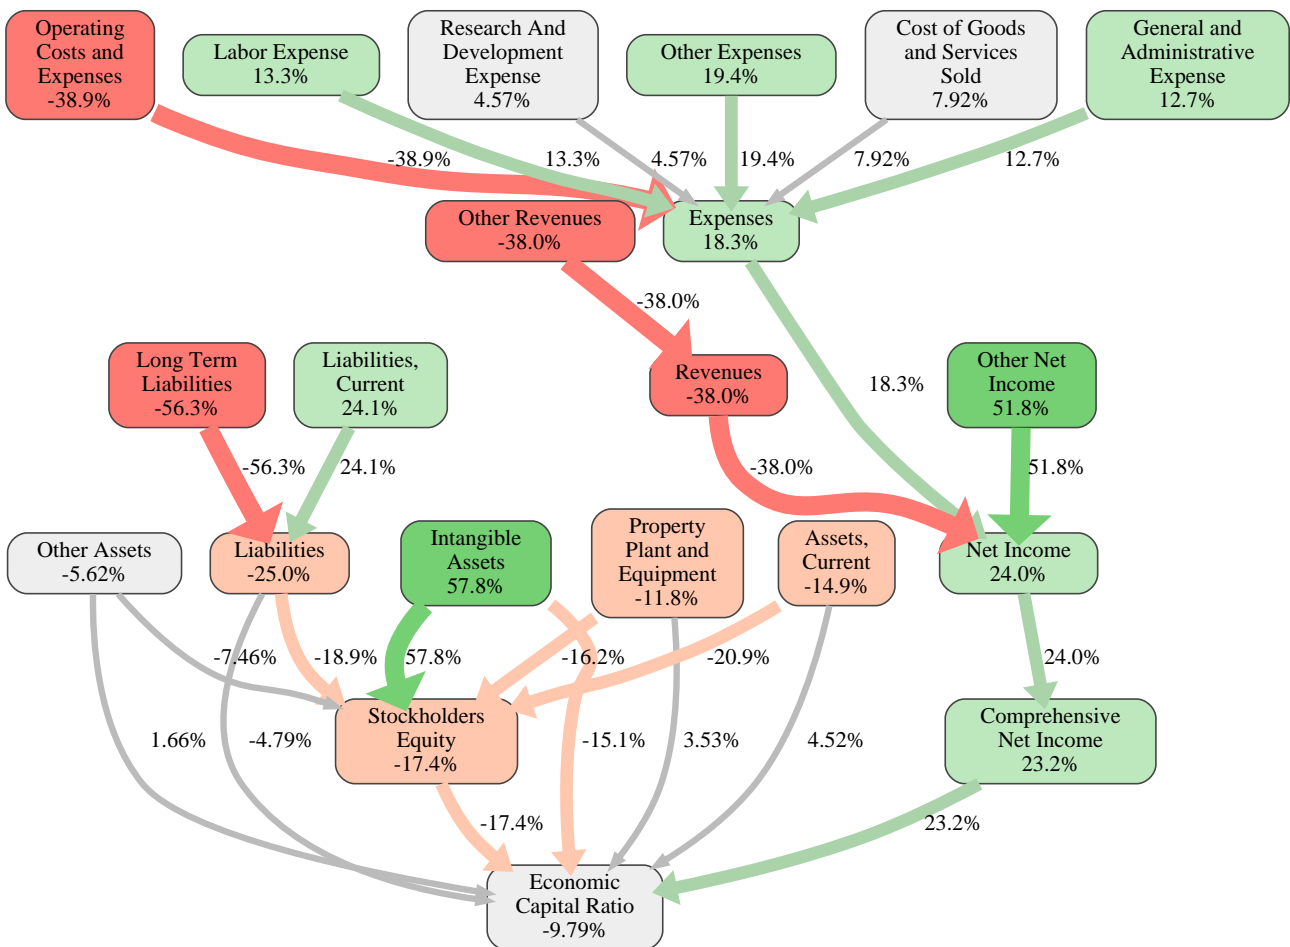 Operating
Costs and
Expenses
-38.9%
Labor Expense
13.3%
Research And
Development
Expense
4.57%
Other Expenses
19.4%
Cost of Goods
and Services
Sold
7.92%
General and
Administrative
Expense
12.7%
-38.9%
13.3%
4.57%
19.4%
7.92%
12.7%
Other Revenues
-38.0%
Expenses
18.3%
-38.0%
Long Term
Liabilities
-56.3%
Liabilities,
Current
24.1%
Revenues
-38.0%
18.3%
Other Net
Income
51.8%
-56.3%
24.1%
-38.0%
51.8%
Other Assets
-5.62%
Liabilities
-25.0%
Intangible
Assets
57.8%
Property
Plant and
Equipment
-11.8%
Assets,
Current
-14.9%
Net Income
24.0%
-7.46%
-18.9%
57.8%
-16.2%
-20.9%
24.0%
Stockholders
Equity
-17.4%
Comprehensive
Net Income
23.2%
1.66%
-4.79%
-15.1%
3.53%
4.52%
-17.4%
23.2%
Economic
Capital Ratio
-9.79%